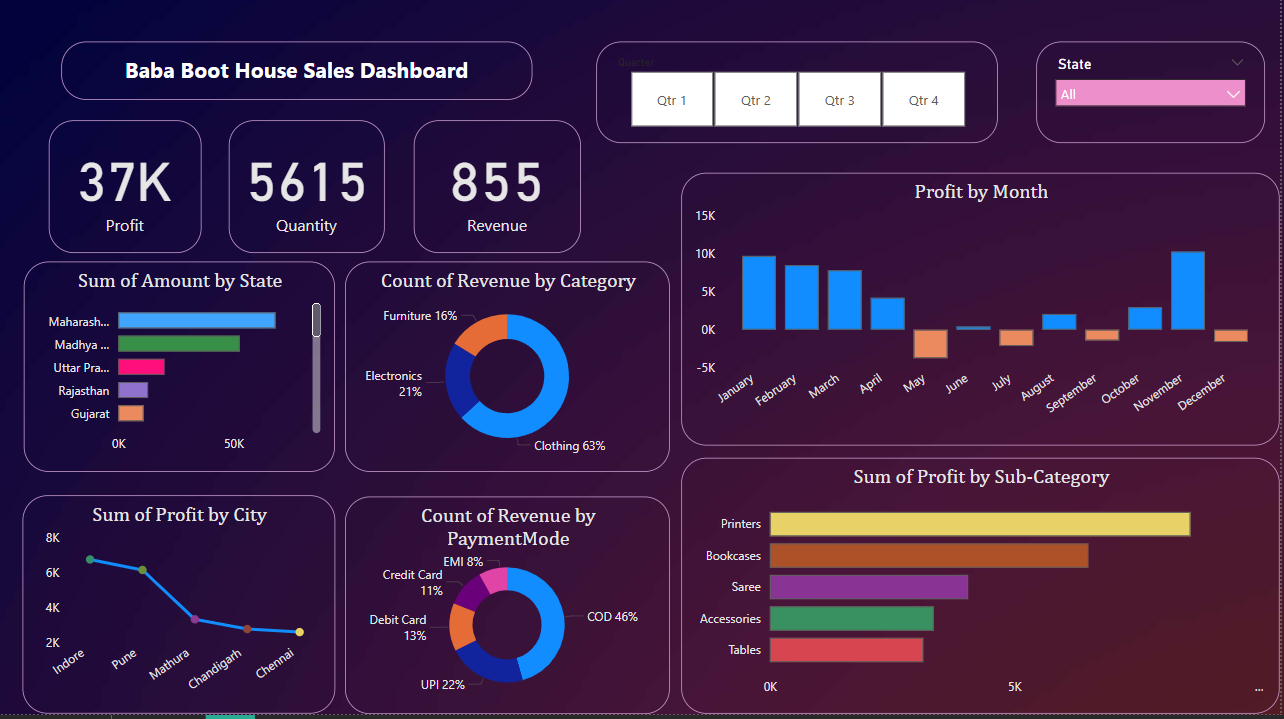 Baba Boot House Sales Dashboard
Quarter
Qtr 1
Qtr 2
Qtr 3
Qtr 4
State
All
37K
Profit
5615
Quantity
855
Revenue
Profit by Month
15K
10K
5K
0K
-5K
January
February
March
April
May
June
July
August
September
October
November
December
Sum of Amount by State
Maharash...
Madhya ...
Uttar Pra...
Rajasthan
Gujarat
0K
50K
Count of Revenue by Category
Furniture 16%
Electronics
21%
Clothing 63%
Sum of Profit by Sub-Category
Printers
Bookcases
Saree
Accessories
Tables
0K
5K
...
Sum of Profit by City
8K
6K
4K
2K
Indore
Pune
Mathura
Chandigarh
Chennai
Count of Revenue by
PaymentMode
EMI 8%
Credit Card
11%
Debit Card
13%
UPI 22%
COD 46%